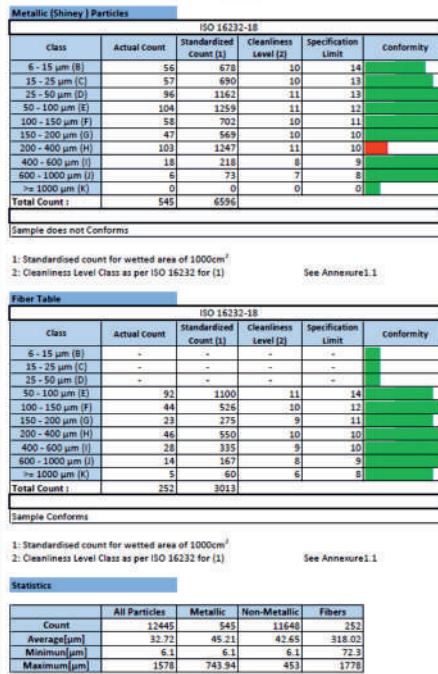 Metallic (Shiney ) Particles
ISO 16232-18
Class Actual Count Standardized Count (1) Cleanliness Level (2) Specification Limit Conformity
6 - 15 µm (B) 56 678 10 14
15 - 25 µm (C) 57 690 10 13
25 - 50 µm (D) 96 1162 11 13
50 - 100 µm (E) 104 1259 11 12
100 - 150 µm (F) 58 702 10 11
150 - 200 µm (G) 47 569 10 10
200 - 400 µm (H) 103 1247 11 10
400 - 600 µm (I) 18 218 8 9
600 - 1000 µm (J) 6 73 7 8
>= 1000 µm (K) 0 0 0 0
Total Count : 545 6596
Sample does not Conforms
1: Standardised count for wetted area of 1000cm²
2: Cleanliness Level Class as per ISO 16232 for (1) See Annexure1.1
Fiber Table
ISO 16232-18
Class Actual Count Standardized Count (1) Cleanliness Level (2) Specification Limit Conformity
6 - 15 µm (B) - - - -
15 - 25 µm (C) - - - -
25 - 50 µm (D) - - - -
50 - 100 µm (E) 92 1100 11 14
100 - 150 µm (F) 44 526 10 12
150 - 200 µm (G) 23 275 9 11
200 - 400 µm (H) 46 550 10 10
400 - 600 µm (I) 28 335 9 10
600 - 1000 µm (J) 14 167 8 9
>= 1000 µm (K) 5 60 6 8
Total Count : 252 3013
Sample Conforms
1: Standardised count for wetted area of 1000cm²
2: Cleanliness Level Class as per ISO 16232 for (1) See Annexure1.1
Statistics
All Particles Metallic Non-Metallic Fibers
Count 12445 545 11648 252
Average[µm] 32.72 45.21 42.65 318.02
Minimun[µm] 6.1 6.1 6.1 72.3
Maximum[µm] 1578 743.94 453 1778